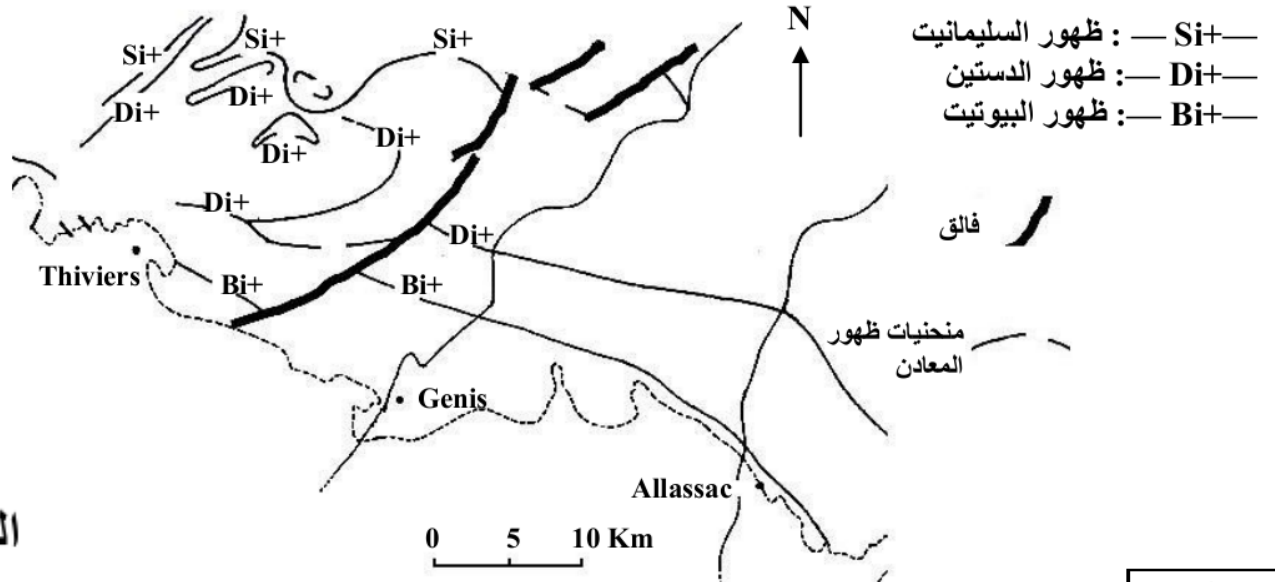 N
— Si+— : ظهور السليمانيت
— Di+—: ظهور الدستين
— Bi+—: ظهور البيوتيت
Si+
Si+
Si+
Di+
Di+
Di+
Di+
Di+
Di+
فالق
Thiviers
Bi+
Bi+
منحنيات ظهور
المعادن
Genis
Allassac
0 5 10 Km